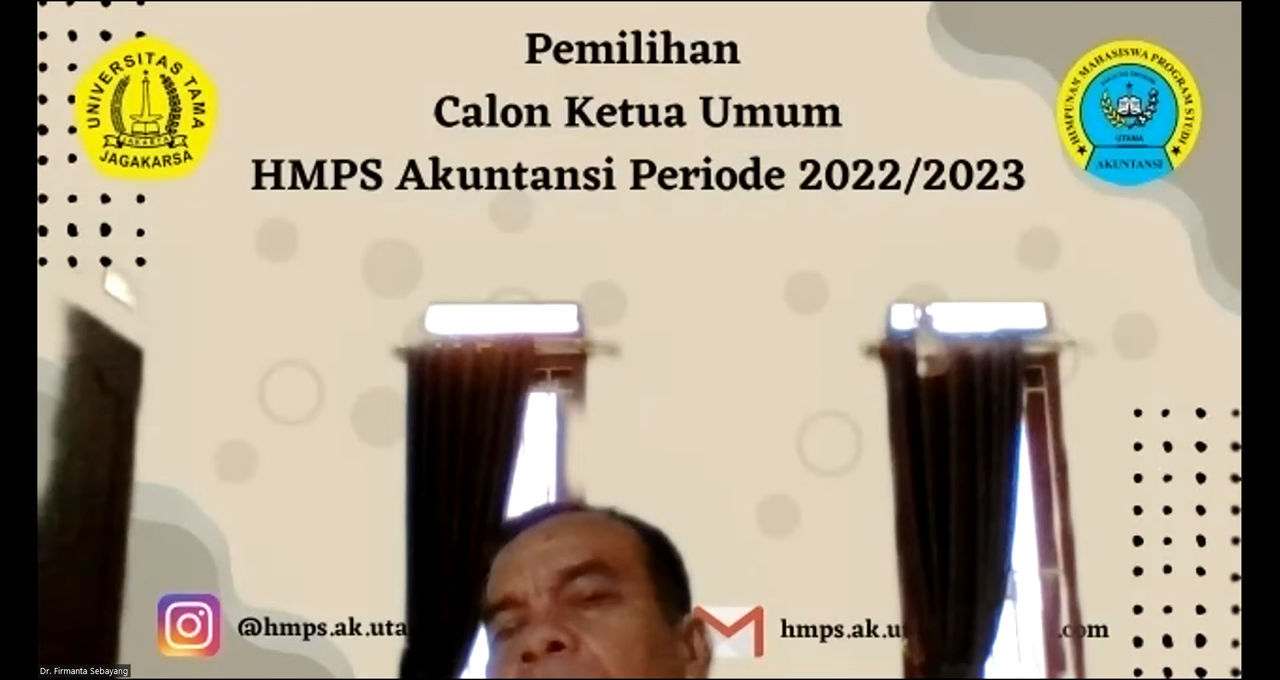 Pemilihan
Calon Ketua Umum
HMPS Akuntansi Periode 2022/2023
UNIVERSITAS TAMA
JAKARTA
JAGAKARSA
HIMPUNAN MAHASISWA PROGRAM STUDI
UTAMA
AKUNTANSI
@hmps.ak.uta
hmps.ak.u
.com
Dr. Firmanta Sebayang